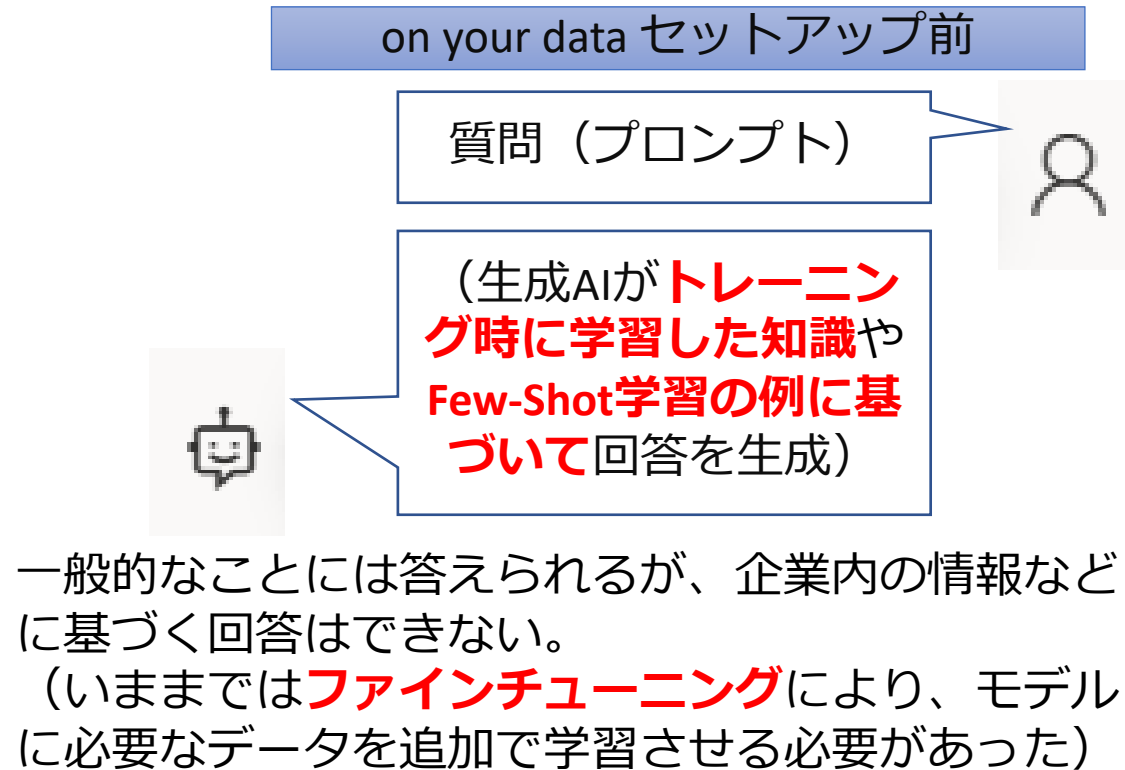 on your data セットアップ前
質問（プロンプト）
（生成AIがトレーニン
グ時に学習した知識や
Few-Shot学習の例に基
づいて回答を生成）
一般的なことには答えられるが、企業内の情報など
に基づく回答はできない。
（いままではファインチューニングにより、モデル
に必要なデータを追加で学習させる必要があった）